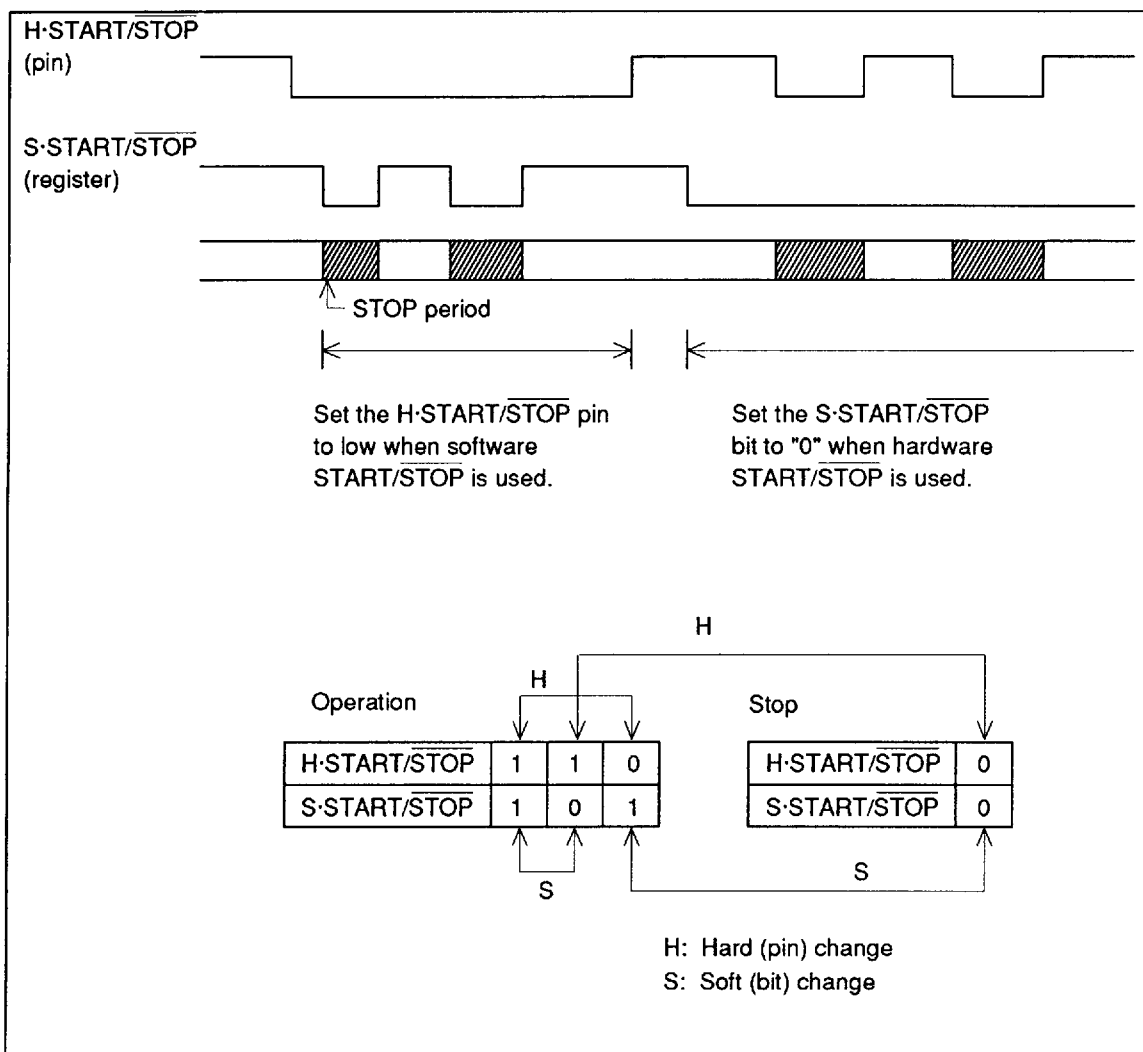 H·START/STOP
(pin)
S·START/STOP
(register)
STOP period
Set the H·START/STOP pin
to low when software
START/STOP is used.
Set the S·START/STOP
bit to "0" when hardware
START/STOP is used.
H
H
Operation
Stop
H·START/STOP 1 1 0
S·START/STOP 1 0 1
H·START/STOP 0
S·START/STOP 0
S
S
H: Hard (pin) change
S: Soft (bit) change